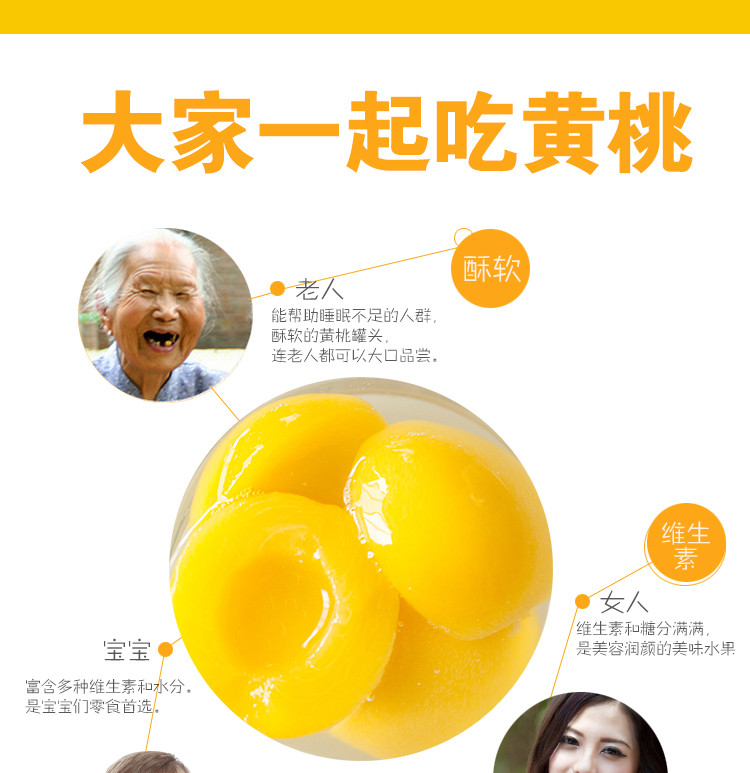 大家一起吃黄桃
酥软
老人
能帮助睡眠不足的人群,
酥软的黄桃罐头,
连老人都可以大口品尝。
维生
素
女人
维生素和糖分满满,
是美容润颜的美味水果
宝宝
富含多种维生素和水分。
是宝宝们零食首选。